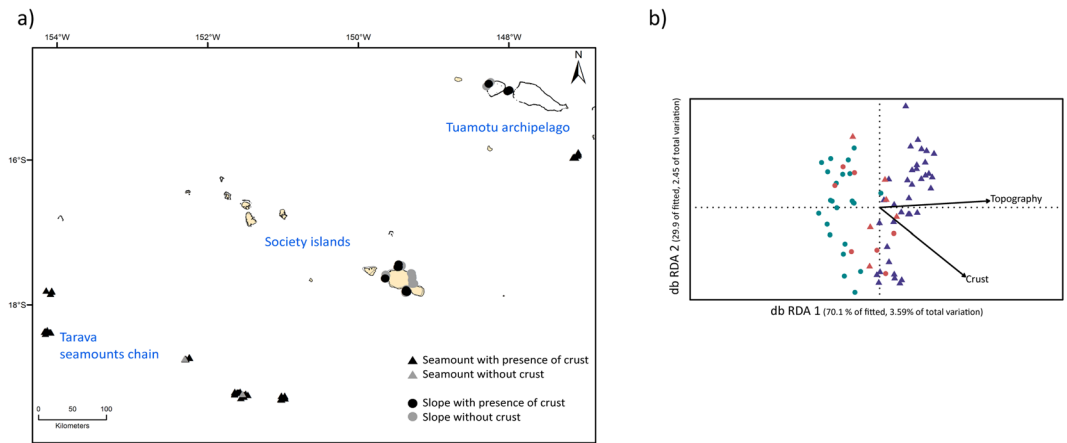 a)
b)
154°W
152°W
150°W
148°W
N
Tuamotu archipelago
16°S
Society islands
18°S
Tarava
seamounts chain
Seamount with presence of crust
Seamount without crust
Slope with presence of crust
Slope without crust
0 50 100
Kilometers
db RDA 2 (29.9 of fitted, 2.45 of total variation)
Topography
Crust
db RDA 1 (70.1 % of fitted, 3.59% of total variation)